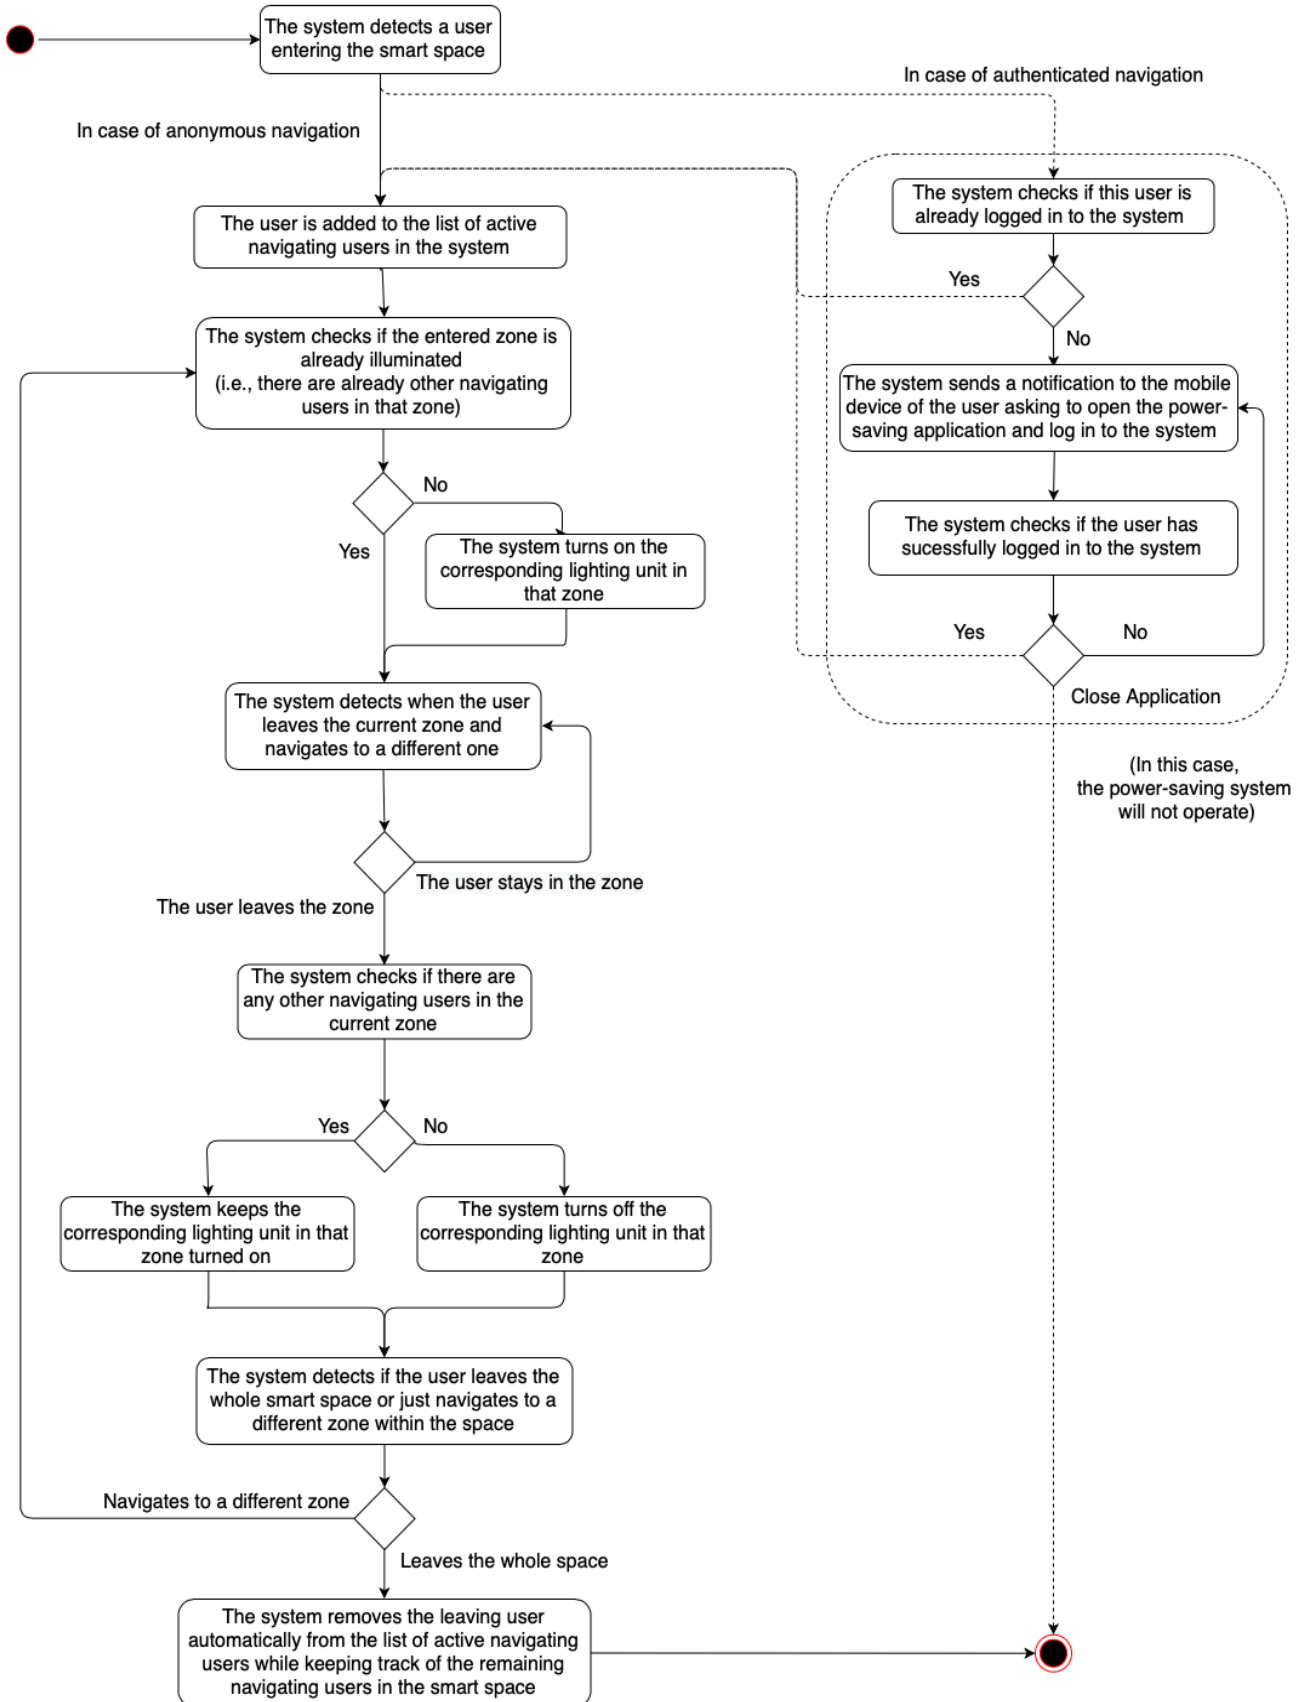 The system detects a user
entering the smart space
In case of authenticated navigation
In case of anonymous navigation
The system checks if this user is
already logged in to the system
The user is added to the list of active
navigating users in the system
Yes
No
The system checks if the entered zone is
already illuminated
(i.e., there are already other navigating
users in that zone)
The system sends a notification to the mobile
device of the user asking to open the power-
saving application and log in to the system
No
Yes
The system turns on the
corresponding lighting unit in
that zone
The system checks if the user has
sucessfully logged in to the system
Yes
No
Close Application
(In this case,
the power-saving system
will not operate)
The system detects when the user
leaves the current zone and
navigates to a different one
The user stays in the zone
The user leaves the zone
The system checks if there are
any other navigating users in the
current zone
Yes
No
The system keeps the
corresponding lighting unit in that
zone turned on
The system turns off the
corresponding lighting unit in that
zone
The system detects if the user leaves the
whole smart space or just navigates to a
different zone within the space
Navigates to a different zone
Leaves the whole space
The system removes the leaving user
automatically from the list of active navigating
users while keeping track of the remaining
navigating users in the smart space